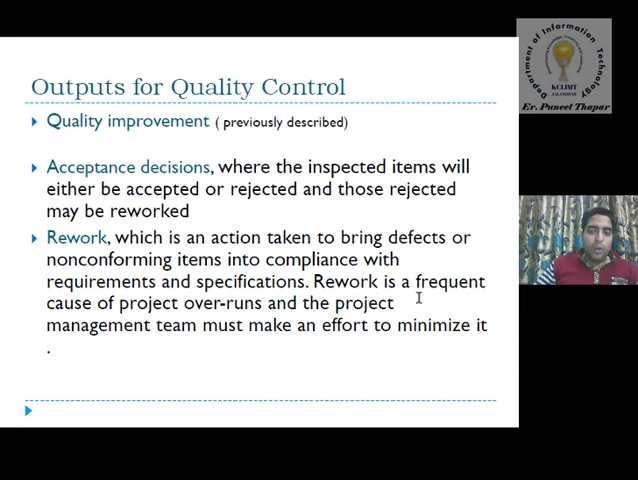 Outputs for Quality Control
Quality improvement ( previously described)
Acceptance decisions, where the inspected items will
either be accepted or rejected and those rejected
may be reworked
Rework, which is an action taken to bring defects or
nonconforming items into compliance with
requirements and specifications. Rework is a frequent
cause of project over-runs and the project
management team must make an effort to minimize it
.
Department of Information Technology
KCLIMT
JALANDHAR
Er. Puneet Thapar